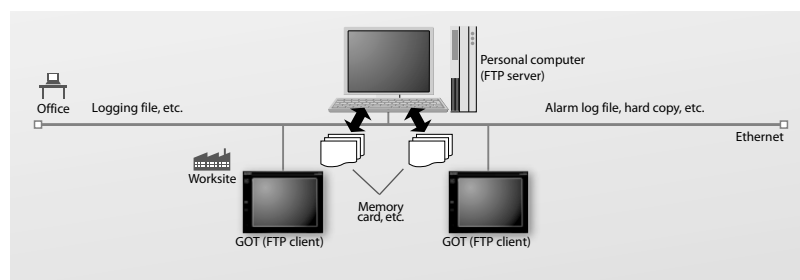 Personal computer
(FTP server)
Office
Logging file, etc.
Alarm log file, hard copy, etc.
Ethernet
Worksite
Memory
card, etc.
GOT (FTP client)
GOT (FTP client)